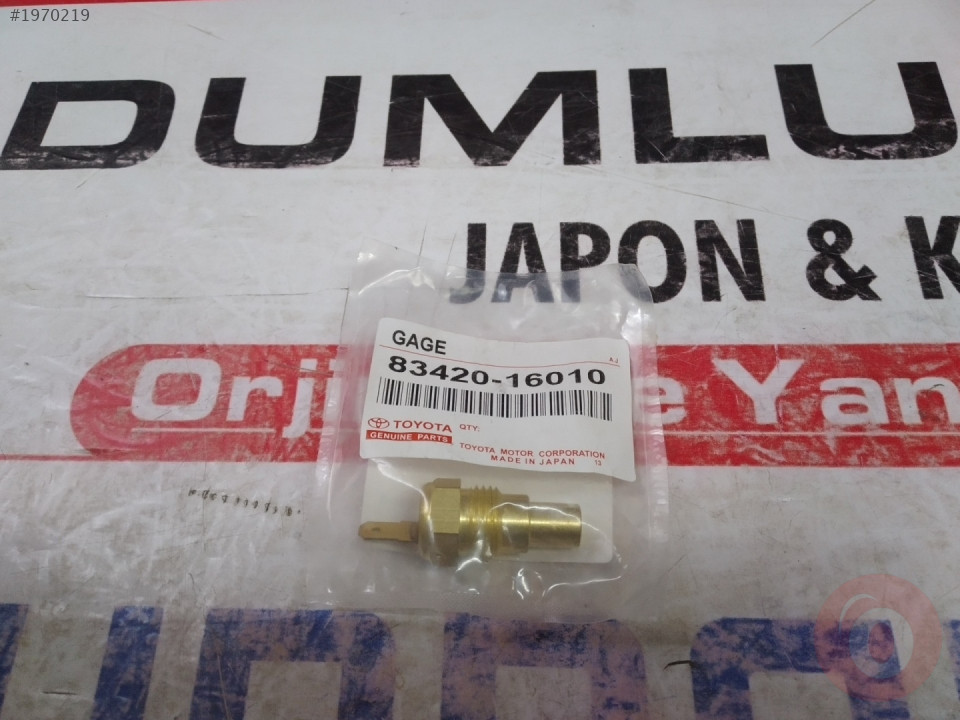 #1970219
DUMLU
JAPON & K
GAGE
AJ
83420-16010
Orji e Yan
TOYOTA QTY:
GENUINE PARTS
TOYOTA MOTOR CORPORATION
MADE IN JAPAN 13